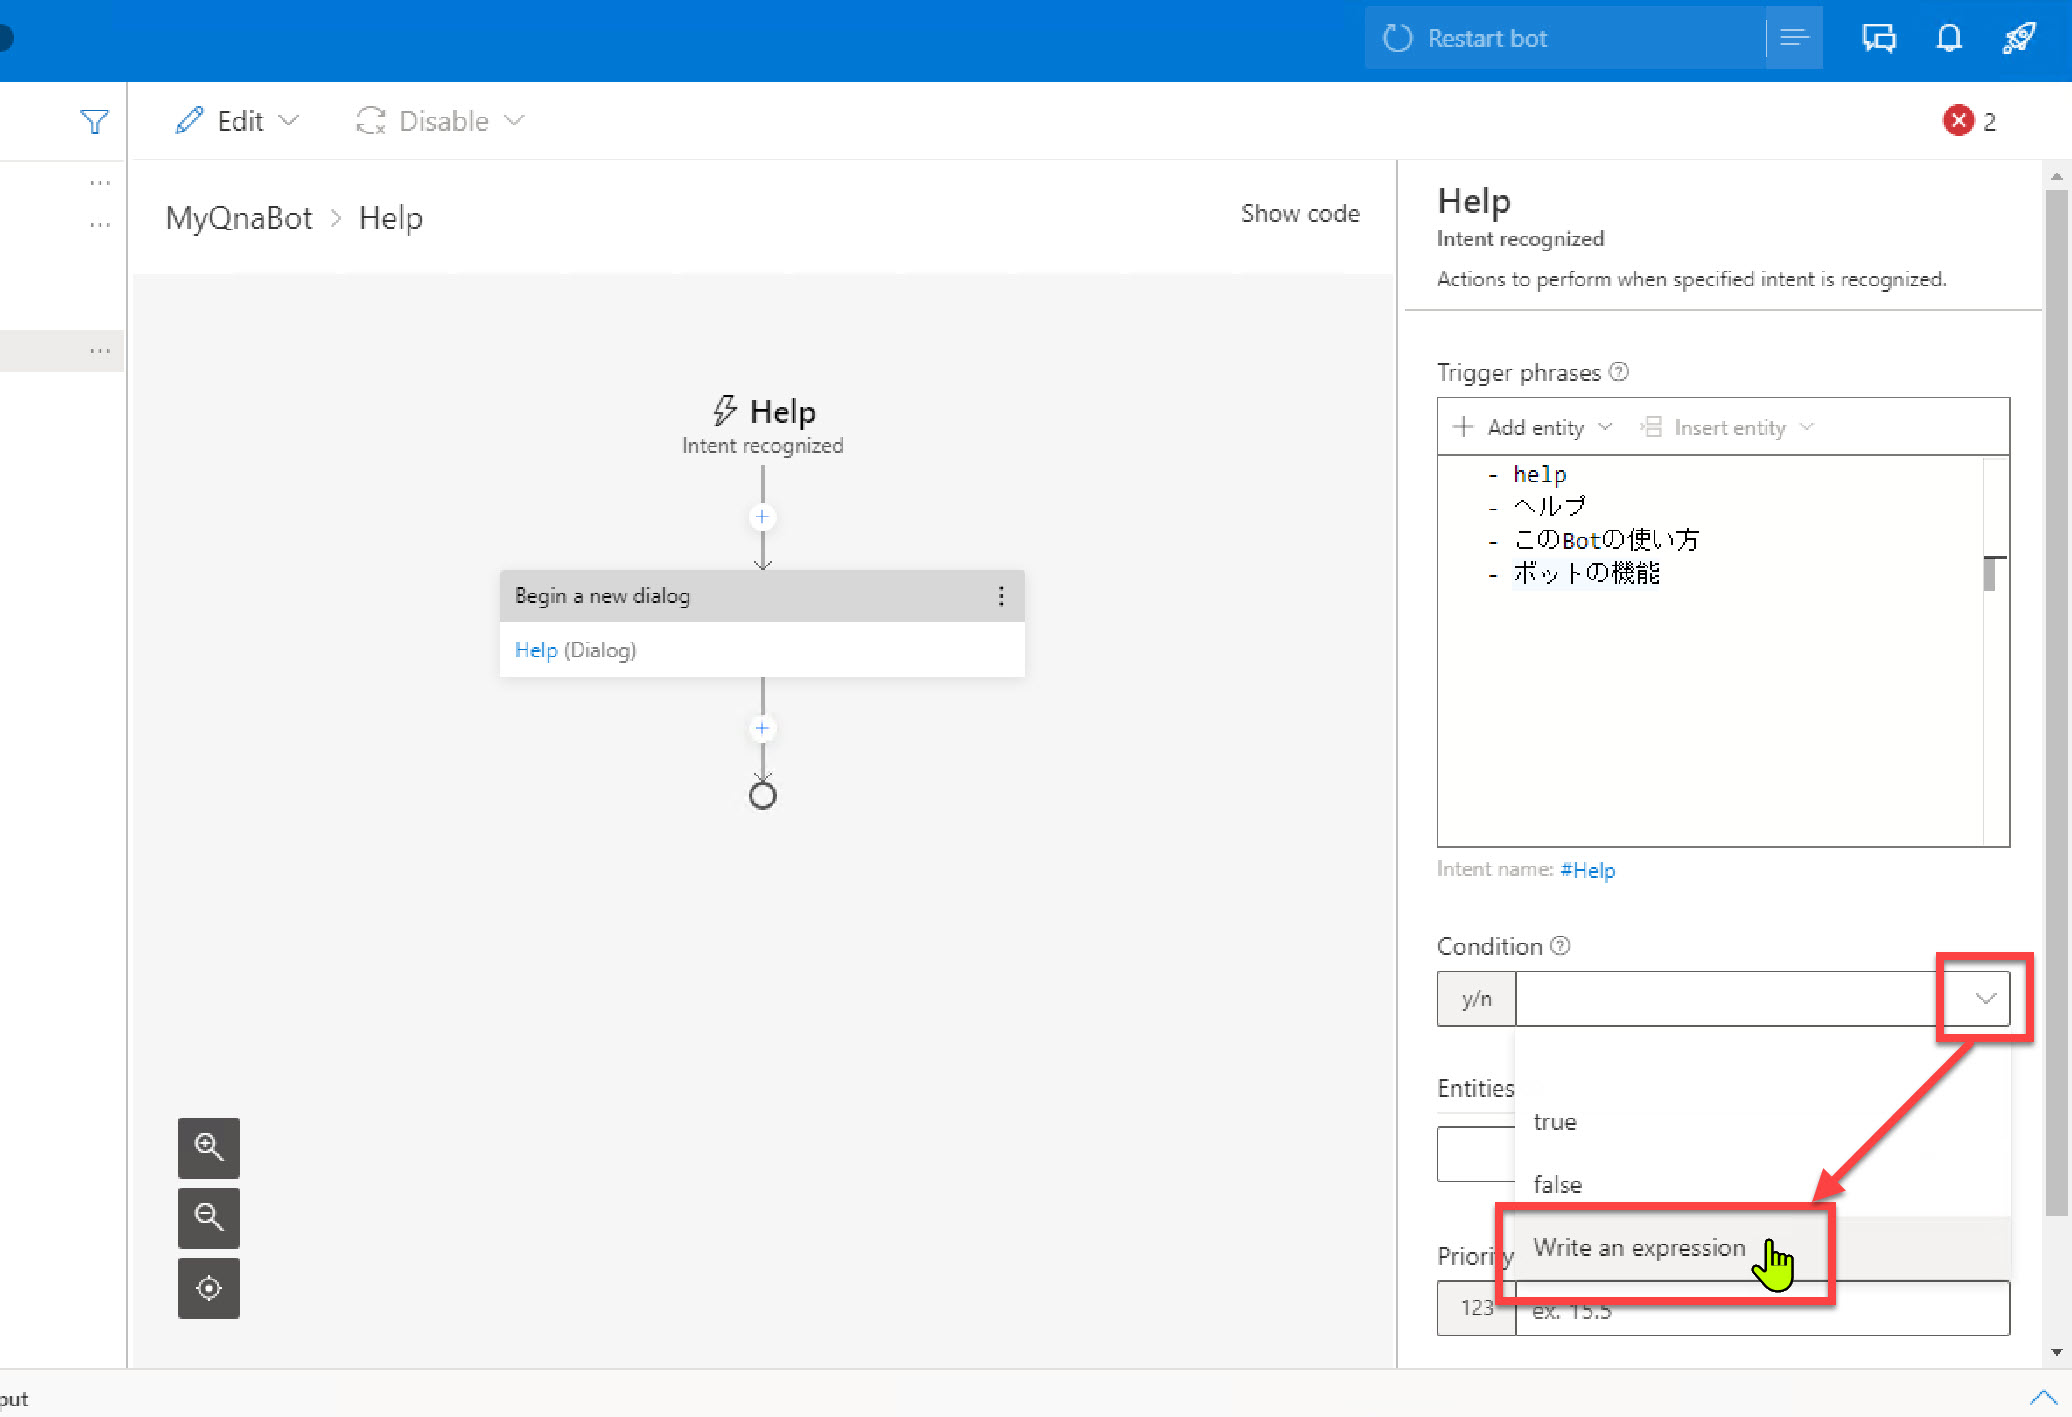 Restart bot
Edit
Disable
2
MyQnaBot > Help
Show code
Help
Intent recognized
Actions to perform when specified intent is recognized.
Help
Intent recognized
Begin a new dialog
Help (Dialog)
Trigger phrases
Add entity
Insert entity
- help
- ヘルプ
- このBotの使い方
- ボットの機能
Intent name: #Help
Condition
y/n
Entities
true
false
Write an expression
Priority
123
ex. 15.5
put